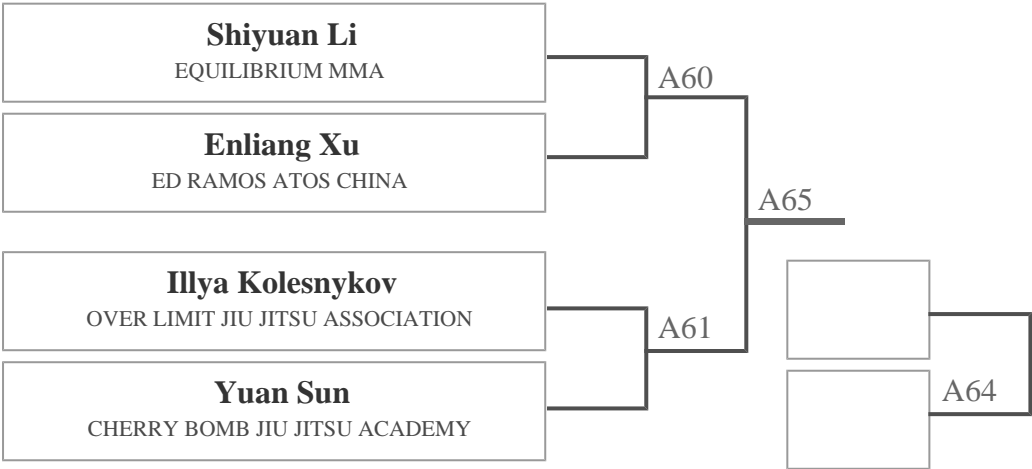 Shiyuan Li
EQUILIBRIUM MMA
A60
Enliang Xu
ED RAMOS ATOS CHINA
A65
Illya Kolesnykov
OVER LIMIT JIU JITSU ASSOCIATION
A61
Yuan Sun
CHERRY BOMB JIU JITSU ACADEMY
A64